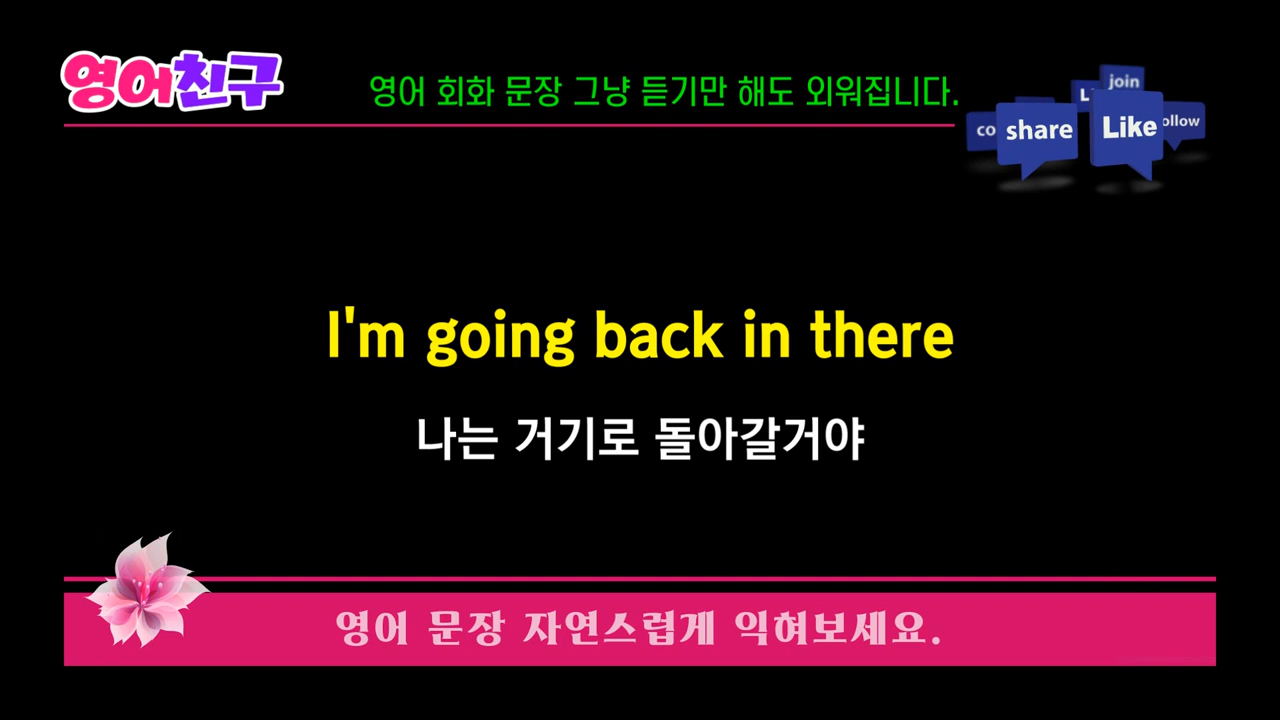 영어친구
영어 회화 문장 그냥 듣기만 해도 외워집니다.
join
share
Like
I'm going back in there
나는 거기로 돌아갈거야
영어 문장 자연스럽게 익혀보세요.